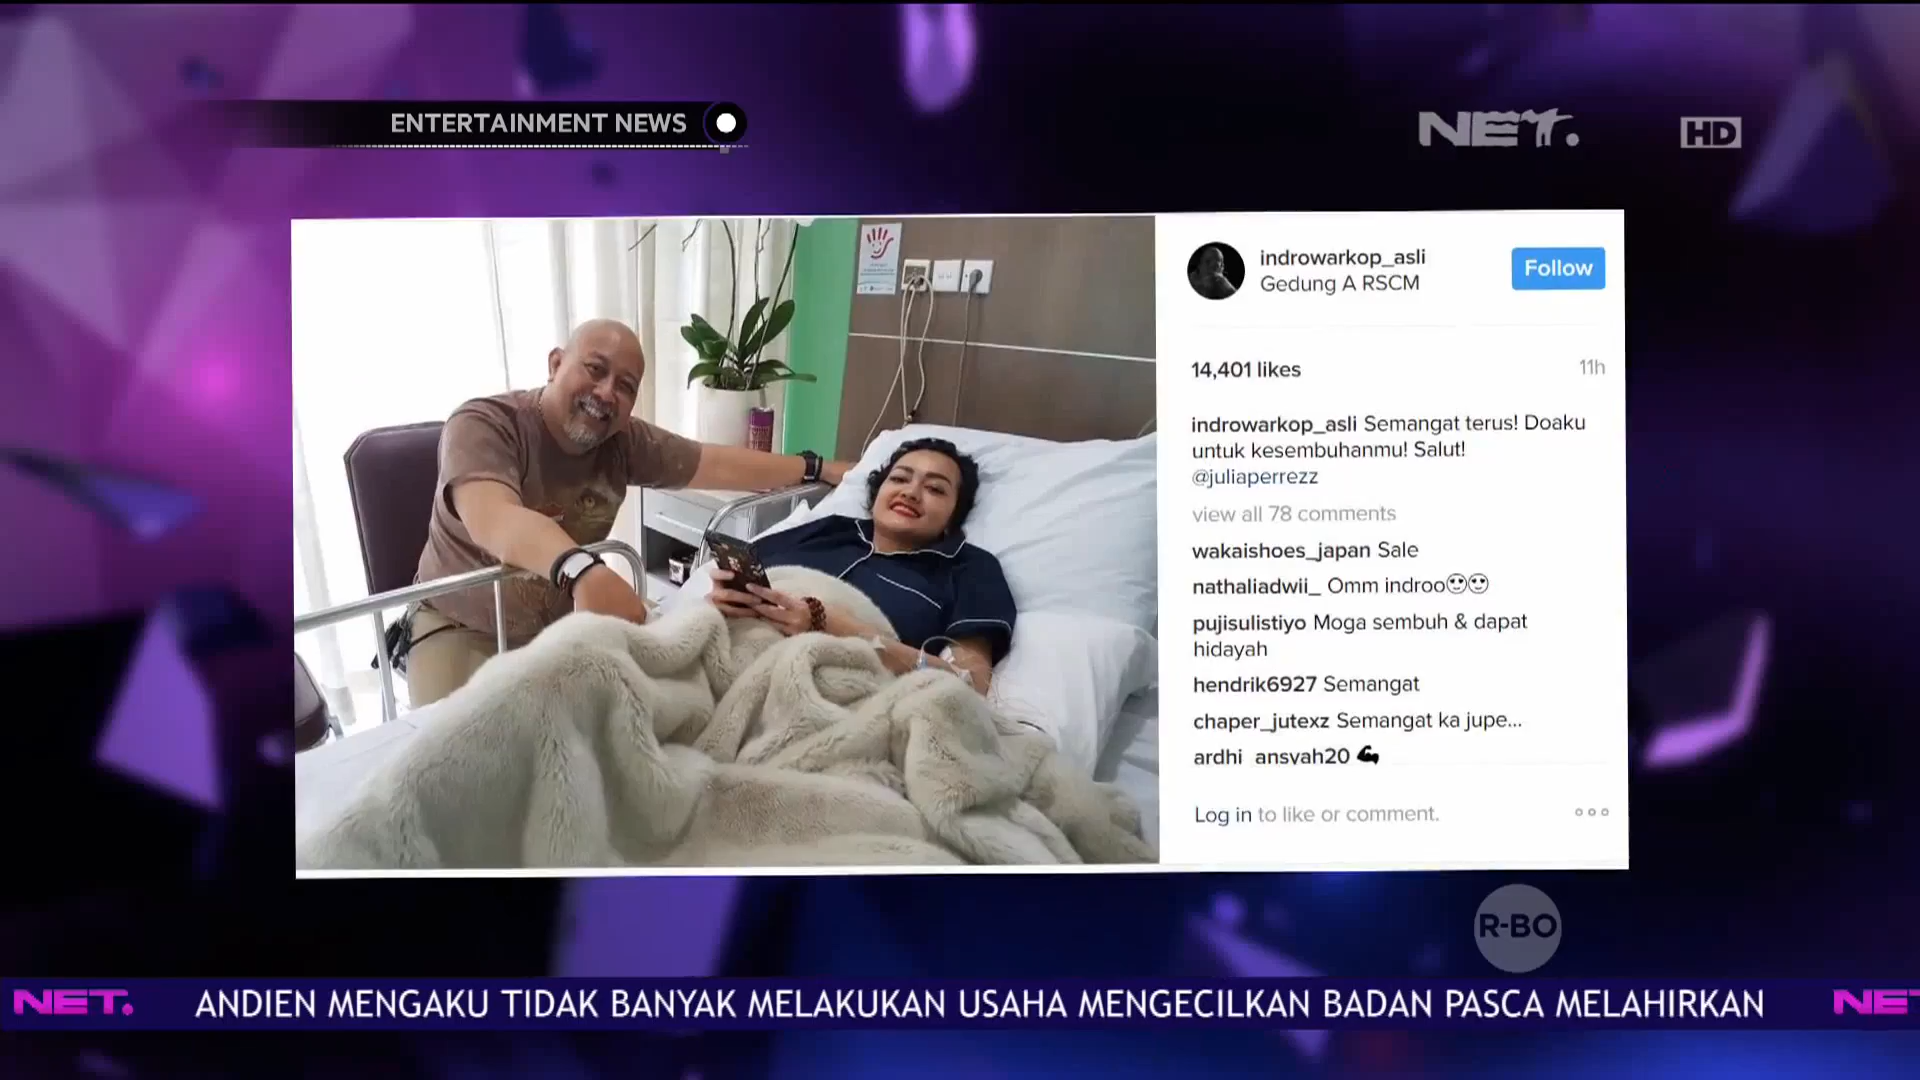 ENTERTAINMENT NEWS
NET.
HD
indrowarkop_asli
Gedung A RSCM
Follow
14,401 likes
11h
indrowarkop_asli Semangat terus! Doaku
untuk kesembuhanmu! Salut!
@juliaperrezz
view all 78 comments
wakaishoes_japan Sale
nathaliadwii_ Omm indroo
pujisulistiyo Moga sembuh & dapat
hidayah
hendrik6927 Semangat
chaper_jutexz Semangat ka jupe...
ardhi_ansyah20
Log in to like or comment.
R-BO
NET. ANDIEN MENGAKU TIDAK BANYAK MELAKUKAN USAHA MENGECILKAN BADAN PASCA MELAHIRKAN NET